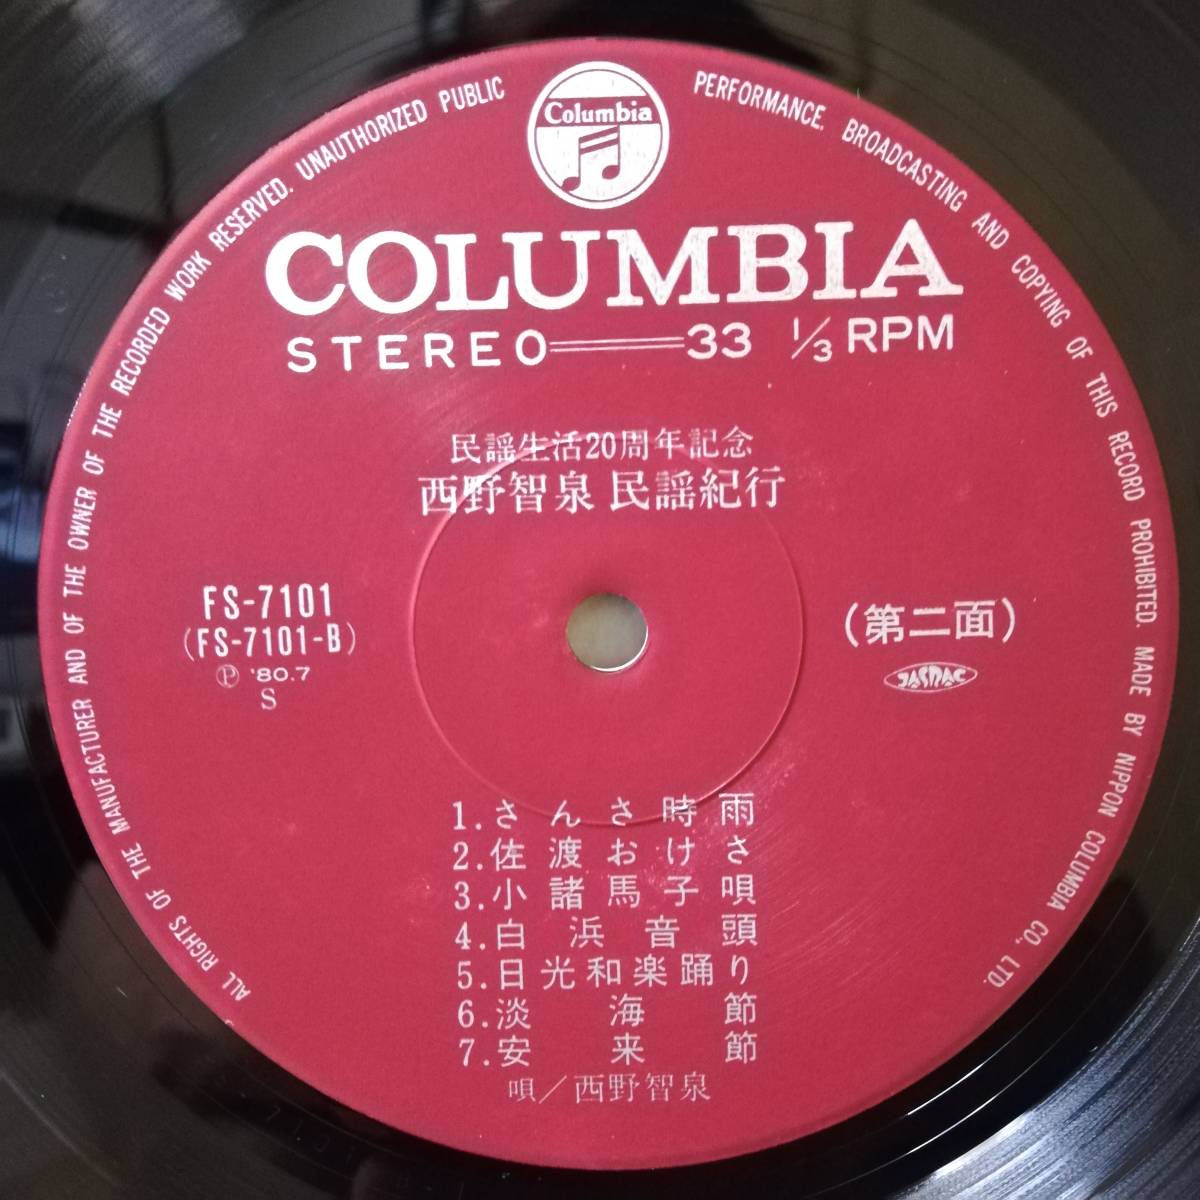 ALL RIGHTS OF THE MANUFACTURER AND OF THE OWNER OF THE RECORDED WORK RESERVED. UNAUTHORIZED PUBLIC PERFORMANCE. BROADCASTING AND COPYING OF THIS RECORD PROHIBITED. MADE BY NIPPON COLUMBIA CO., LTD.
Columbia
COLUMBIA
STEREO 33 1/3 RPM
民謡生活20周年記念
西野智泉 民謡紀行
FS-7101
(FS-7101-B)
Ⓟ '80.7
S
(第二面)
JASRAC
1.さんさ時雨
2.佐渡おけさ
3.小諸馬子唄
4.白浜音頭
5.日光和楽踊り
6.淡海節
7.安来節
唄/西野智泉